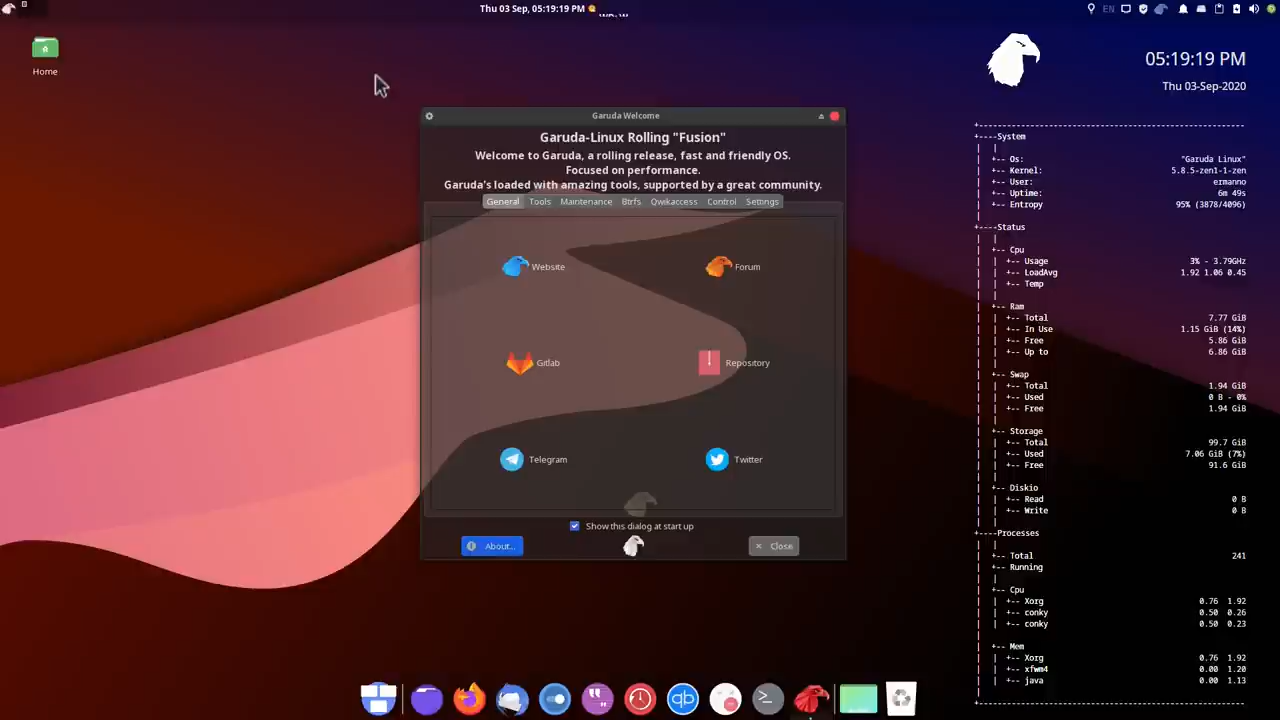 Thu 03 Sep, 05:19:19 PM
EN
Home
05:19:19 PM
Thu 03-Sep-2020
Garuda Welcome
Garuda-Linux Rolling "Fusion"
Welcome to Garuda, a rolling release, fast and friendly OS.
Focused on performance.
Garuda's loaded with amazing tools, supported by a great community.
General Tools Maintenance Btrfs Qwikaccess Control Settings
Website Forum
Gitlab Repository
Telegram Twitter
Show this dialog at start up
About... Close
System
Os: "Garuda Linux"
Kernel: 5.8.5-zen1-1-zen
User: ermanno
Uptime: 6m 49s
Entropy 95% (3878/4096)
Status
Cpu
Usage 3% - 3.79GHz
LoadAvg 1.92 1.06 0.45
Temp
Ram
Total 7.77 GiB
In Use 1.15 GiB (14%)
Free 5.86 GiB
Up to 6.86 GiB
Swap
Total 1.94 GiB
Used 0 B - 0%
Free 1.94 GiB
Storage
Total 99.7 GiB
Used 7.06 GiB (7%)
Free 91.6 GiB
Diskio
Read 0 B
Write 0 B
Processes
Total 241
Running
Cpu
Xorg 0.76 1.92
conky 0.50 0.26
conky 0.50 0.23
Mem
Xorg 0.76 1.92
xfwm4 0.00 1.20
java 0.00 1.13